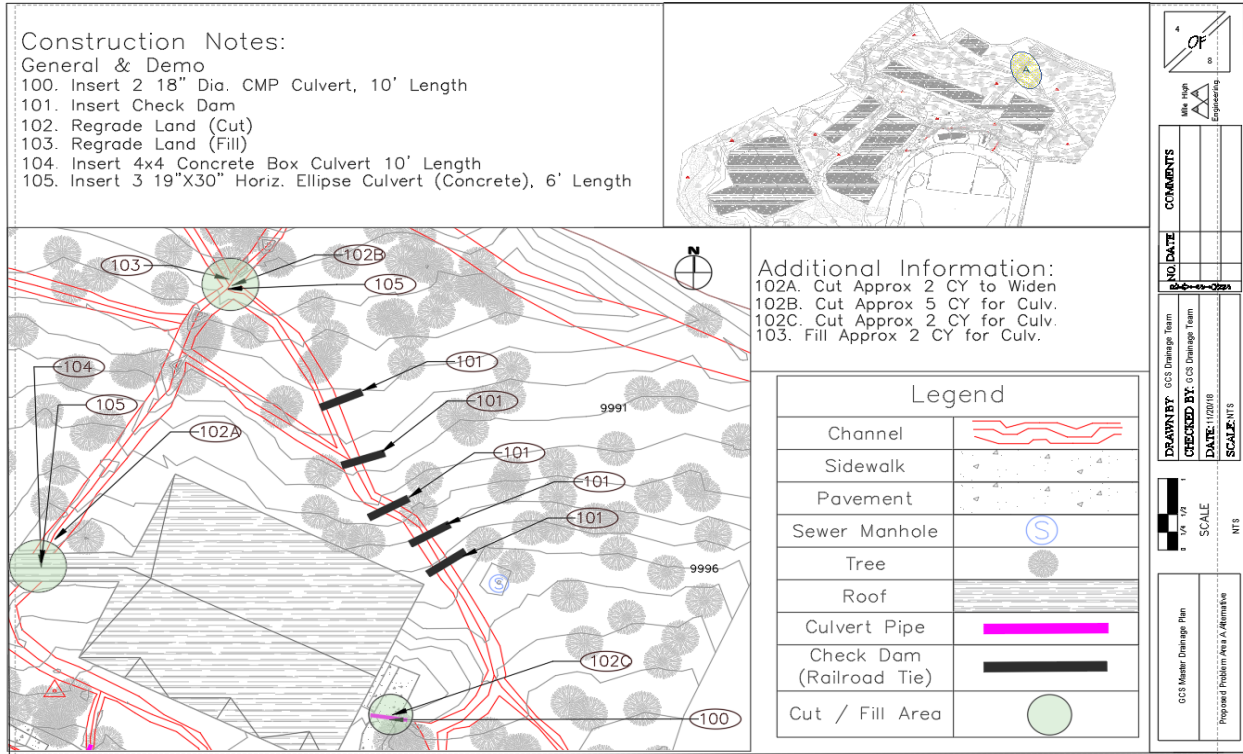 Construction Notes:
General & Demo
100. Insert 2 18" Dia. CMP Culvert, 10' Length
101. Insert Check Dam
102. Regrade Land (Cut)
103. Regrade Land (Fill)
104. Insert 4x4 Concrete Box Culvert 10' Length
105. Insert 3 19"X30" Horiz. Ellipse Culvert (Concrete), 6' Length
A
103
102B
105
104
105
102A
101
101
101
101
101
9991
9996
S
102C
100
N
Additional Information:
102A. Cut Approx 2 CY to Widen
102B. Cut Approx 5 CY for Culv.
102C. Cut Approx 2 CY for Culv.
103. Fill Approx 2 CY for Culv.
Legend
Channel
Sidewalk
Pavement
Sewer Manhole
S
Tree
Roof
Culvert Pipe
Check Dam
(Railroad Tie)
Cut / Fill Area
4
OF
8
Mile High
Engineering
COMMENTS
NO. DATE
DRAWN BY: GCS Drainage Team
CHECKED BY: GCS Drainage Team
DATE: 11/20/18
SCALE: NTS
0 1/4 1/2 1
SCALE
NTS
GCS Master Drainage Plan
Proposed Problem Area A Alternative